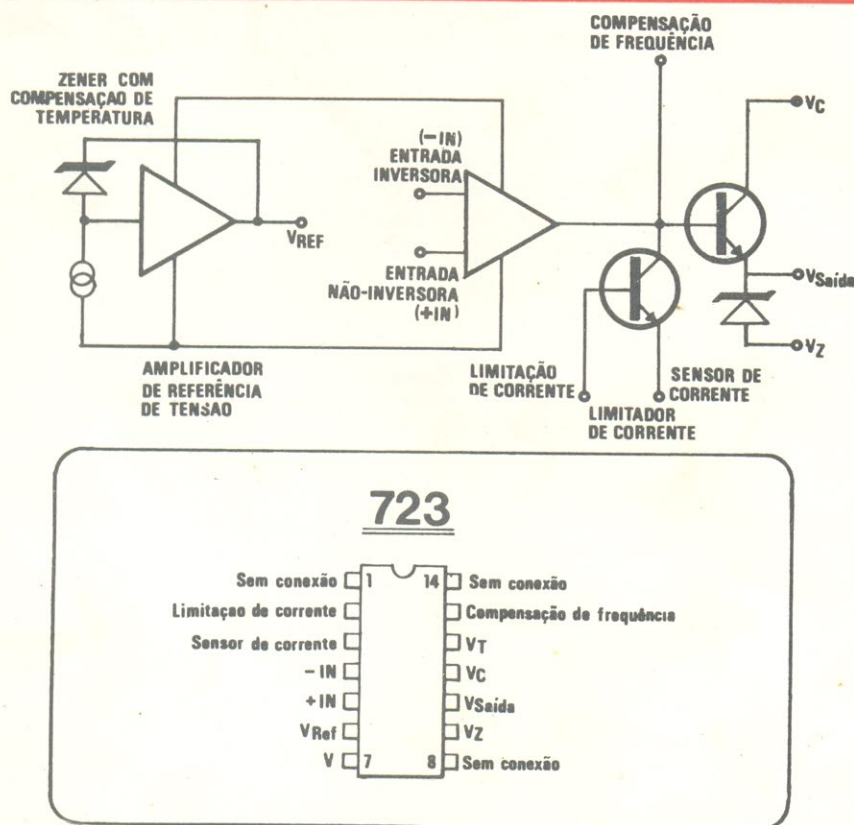 COMPENSAÇÃO
DE FREQUÊNCIA
ZENER COM
COMPENSAÇAO DE
TEMPERATURA
VC
(−IN)
ENTRADA
INVERSORA
VREF
ENTRADA
NÃO-INVERSORA
(+IN)
VSaída
VZ
AMPLIFICADOR
DE REFERÊNCIA
DE TENSAO
LIMITAÇÃO
DE CORRENTE
SENSOR DE
CORRENTE
LIMITADOR
DE CORRENTE
723
Sem conexão 1 14 Sem conexão
Limitaçao de corrente Compensação de frequência
Sensor de corrente VT
− IN VC
+ IN VSaída
VRef VZ
V 7 8 Sem conexão